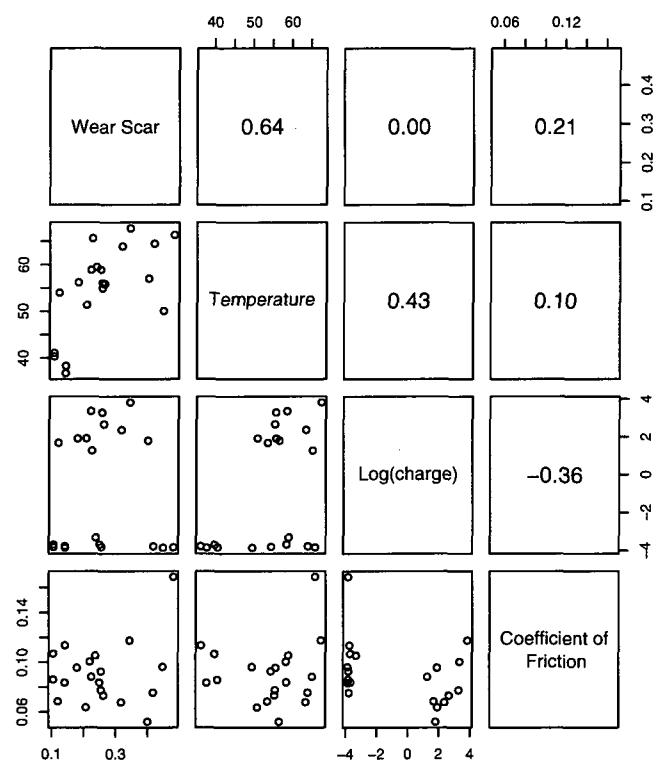 40 50 60
0.06 0.12
Wear Scar
0.64
0.00
0.21
0.1 0.2 0.3 0.4
40 50 60
Temperature
0.43
0.10
Log(charge)
−0.36
−4 −2 0 2 4
0.06 0.10 0.14
Coefficient of
Friction
0.1 0.3
−4 −2 0 2 4